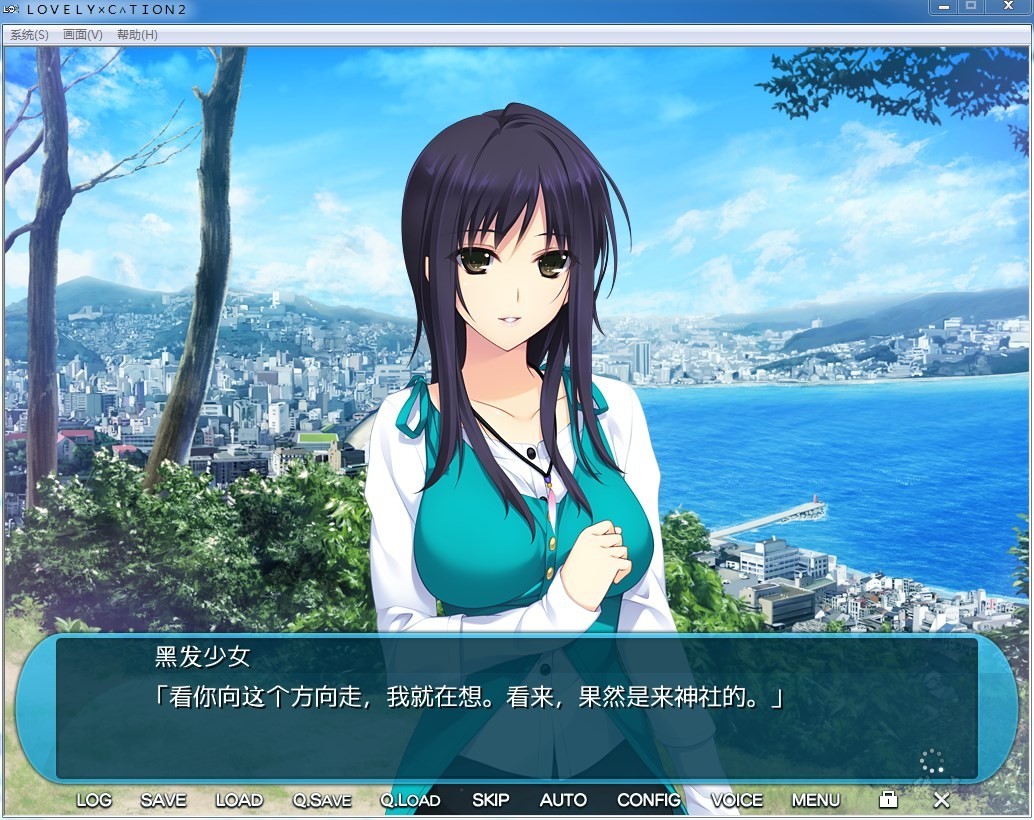 LOVELY×CATION2
系统(S) 画面(V) 帮助(H)
黑发少女
「看你向这个方向走，我就在想。看来，果然是来神社的。」
LOG SAVE LOAD Q.SAVE Q.LOAD SKIP AUTO CONFIG VOICE MENU